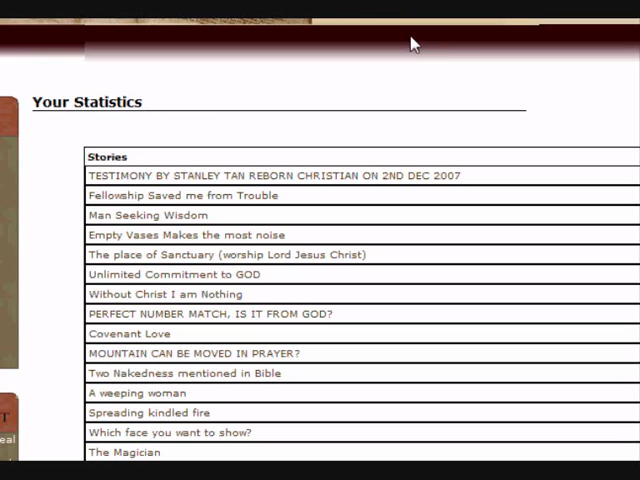 Your Statistics
Stories
TESTIMONY BY STANLEY TAN REBORN CHRISTIAN ON 2ND DEC 2007
Fellowship Saved me from Trouble
Man Seeking Wisdom
Empty Vases Makes the most noise
The place of Sanctuary (worship Lord Jesus Christ)
Unlimited Commitment to GOD
Without Christ I am Nothing
PERFECT NUMBER MATCH, IS IT FROM GOD?
Covenant Love
MOUNTAIN CAN BE MOVED IN PRAYER?
Two Nakedness mentioned in Bible
A weeping woman
Spreading kindled fire
Which face you want to show?
The Magician
T
eal